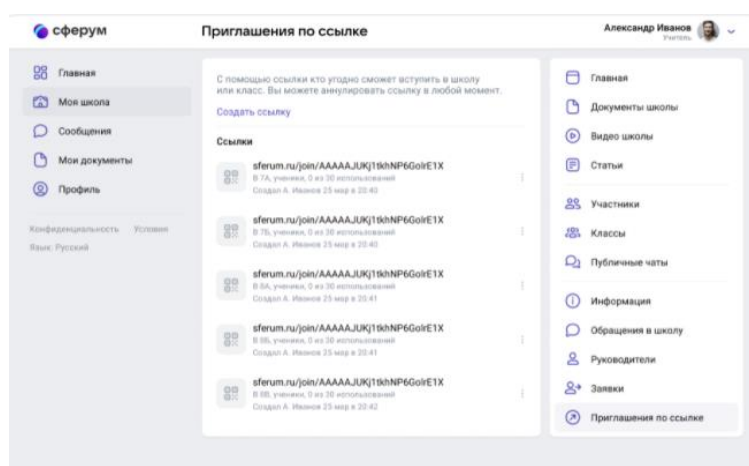 сферум
Приглашения по ссылке
Александр Иванов
Учитель
Главная
Моя школа
Сообщения
Мои документы
Профиль
Конфиденциальность Условия
Язык: Русский
С помощью ссылки кто угодно сможет вступить в школу
или класс. Вы можете аннулировать ссылку в любой момент.
Создать ссылку
Ссылки
sferum.ru/join/AAAAAJUKj1tkhNP6GolrE1X
В 7А, ученики, 0 из 30 использований
Создал А. Иванов 25 мар в 20:40
sferum.ru/join/AAAAAJUKj1tkhNP6GolrE1X
В 7Б, ученики, 0 из 30 использований
Создал А. Иванов 25 мар в 20:40
sferum.ru/join/AAAAAJUKj1tkhNP6GolrE1X
В 8А, ученики, 0 из 30 использований
Создал А. Иванов 25 мар в 20:41
sferum.ru/join/AAAAAJUKj1tkhNP6GolrE1X
В 8Б, ученики, 0 из 30 использований
Создал А. Иванов 25 мар в 20:41
sferum.ru/join/AAAAAJUKj1tkhNP6GolrE1X
В 8В, ученики, 0 из 30 использований
Создал А. Иванов 25 мар в 20:42
Главная
Документы школы
Видео школы
Статьи
Участники
Классы
Публичные чаты
Информация
Обращения в школу
Руководители
Заявки
Приглашения по ссылке